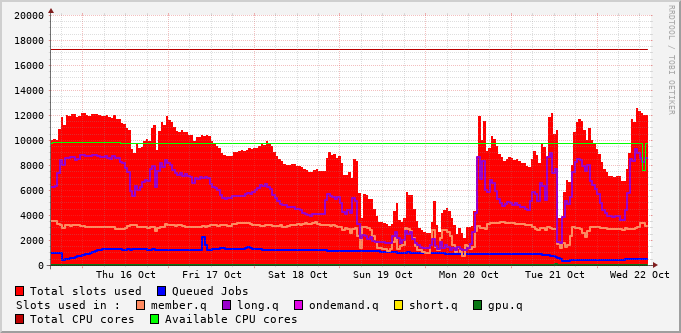 20000
18000
16000
14000
12000
10000
8000
6000
4000
2000
0
Thu 16 Oct Fri 17 Oct Sat 18 Oct Sun 19 Oct Mon 20 Oct Tue 21 Oct Wed 22 Oct
RRDTOOL / TOBI OETIKER
Total slots used Queued Jobs
Slots used in : member.q long.q ondemand.q short.q gpu.q
Total CPU cores Available CPU cores